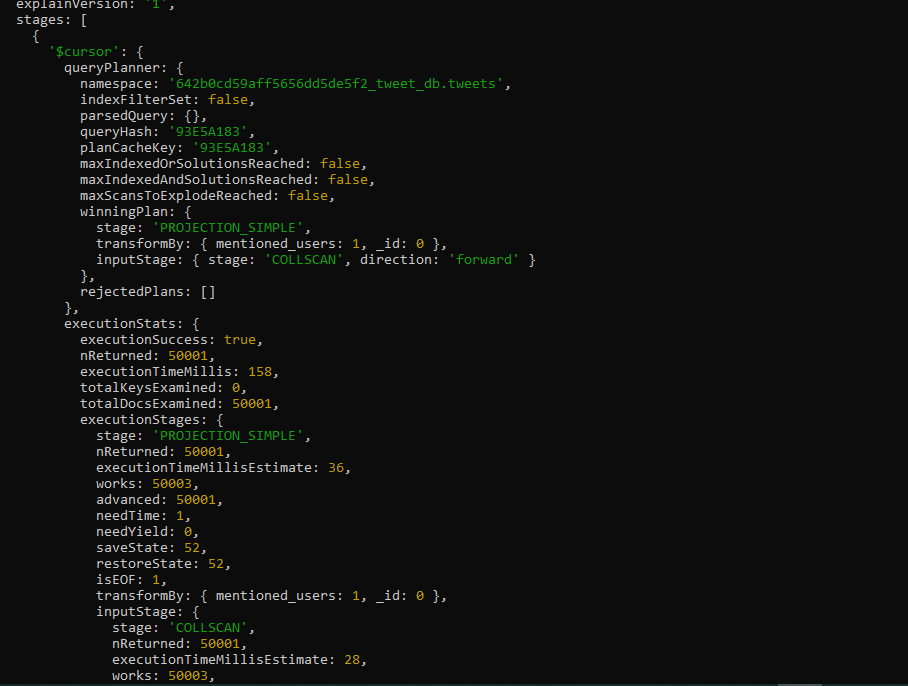 explainVersion: '1',
stages: [
{
'$cursor': {
queryPlanner: {
namespace: '642b0cd59aff5656dd5de5f2_tweet_db.tweets',
indexFilterSet: false,
parsedQuery: {},
queryHash: '93E5A183',
planCacheKey: '93E5A183',
maxIndexedOrSolutionsReached: false,
maxIndexedAndSolutionsReached: false,
maxScansToExplodeReached: false,
winningPlan: {
stage: 'PROJECTION_SIMPLE',
transformBy: { mentioned_users: 1, _id: 0 },
inputStage: { stage: 'COLLSCAN', direction: 'forward' }
},
rejectedPlans: []
},
executionStats: {
executionSuccess: true,
nReturned: 50001,
executionTimeMillis: 158,
totalKeysExamined: 0,
totalDocsExamined: 50001,
executionStages: {
stage: 'PROJECTION_SIMPLE',
nReturned: 50001,
executionTimeMillisEstimate: 36,
works: 50003,
advanced: 50001,
needTime: 1,
needYield: 0,
saveState: 52,
restoreState: 52,
isEOF: 1,
transformBy: { mentioned_users: 1, _id: 0 },
inputStage: {
stage: 'COLLSCAN',
nReturned: 50001,
executionTimeMillisEstimate: 28,
works: 50003,